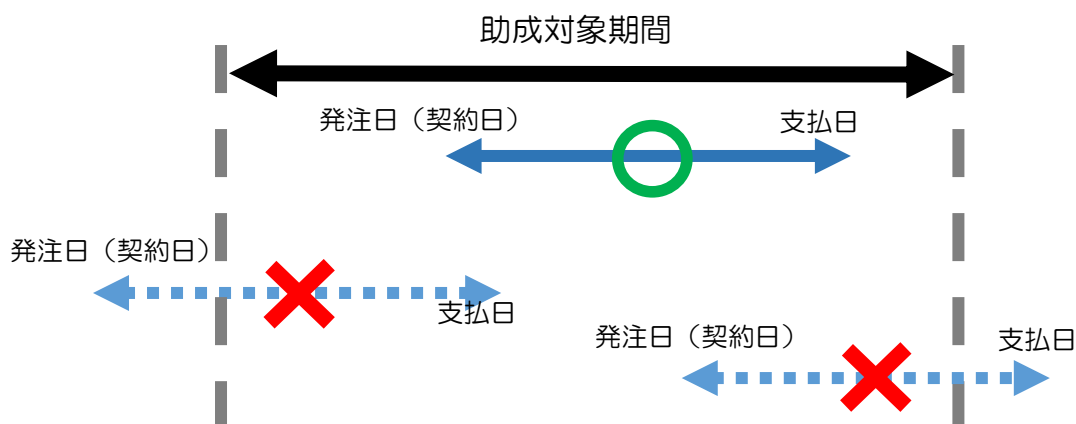 助成対象期間
発注日（契約日）
支払日
発注日（契約日）
支払日
発注日（契約日）
支払日